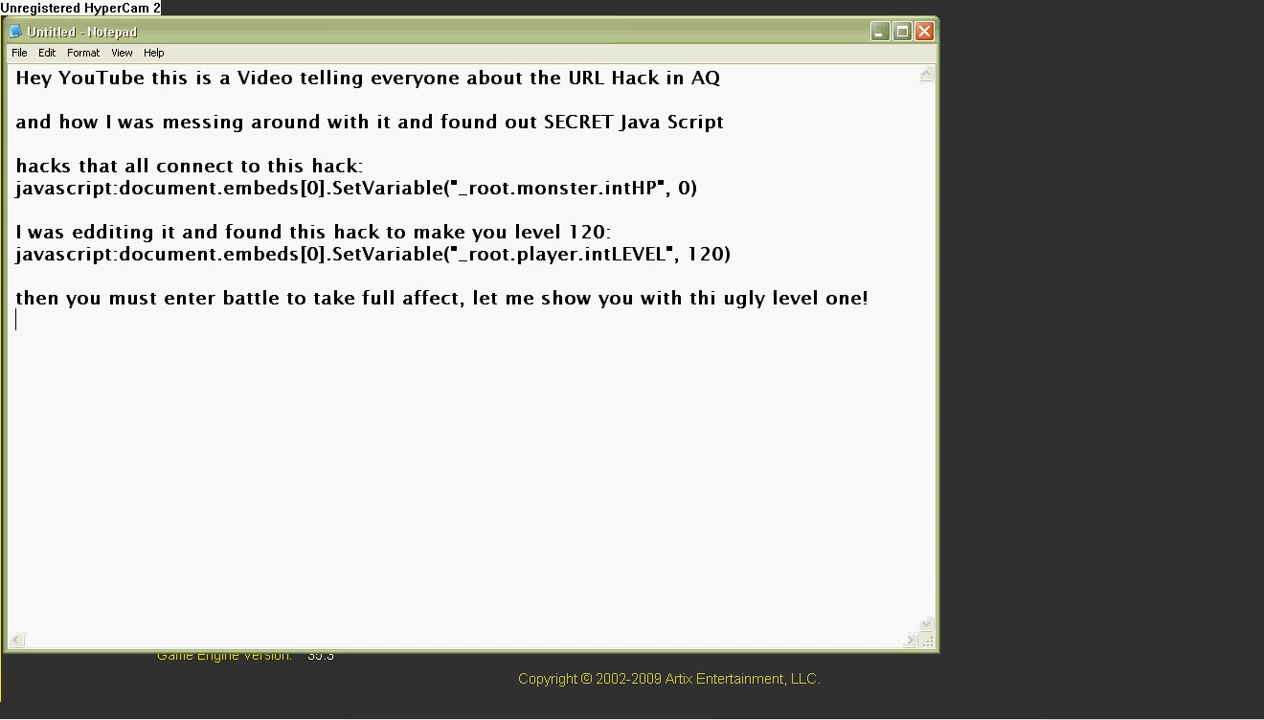 Unregistered HyperCam 2
Untitled - Notepad
File Edit Format View Help
Hey YouTube this is a Video telling everyone about the URL Hack in AQ
and how I was messing around with it and found out SECRET Java Script
hacks that all connect to this hack:
javascript:document.embeds[0].SetVariable("_root.monster.intHP", 0)
I was edditing it and found this hack to make you level 120:
javascript:document.embeds[0].SetVariable("_root.player.intLEVEL", 120)
then you must enter battle to take full affect, let me show you with thi ugly level one!
Game Engine Version: 35.3
Copyright © 2002-2009 Artix Entertainment, LLC.